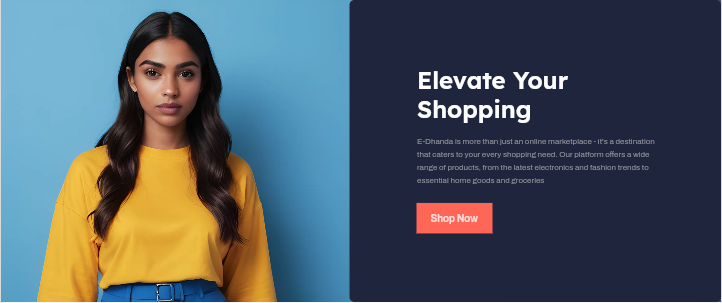 Elevate Your
Shopping
E-Dhanda is more than just an online marketplace - it's a destination
that caters to your every shopping need. Our platform offers a wide
range of products, from the latest electronics and fashion trends to
essential home goods and groceries
Shop Now